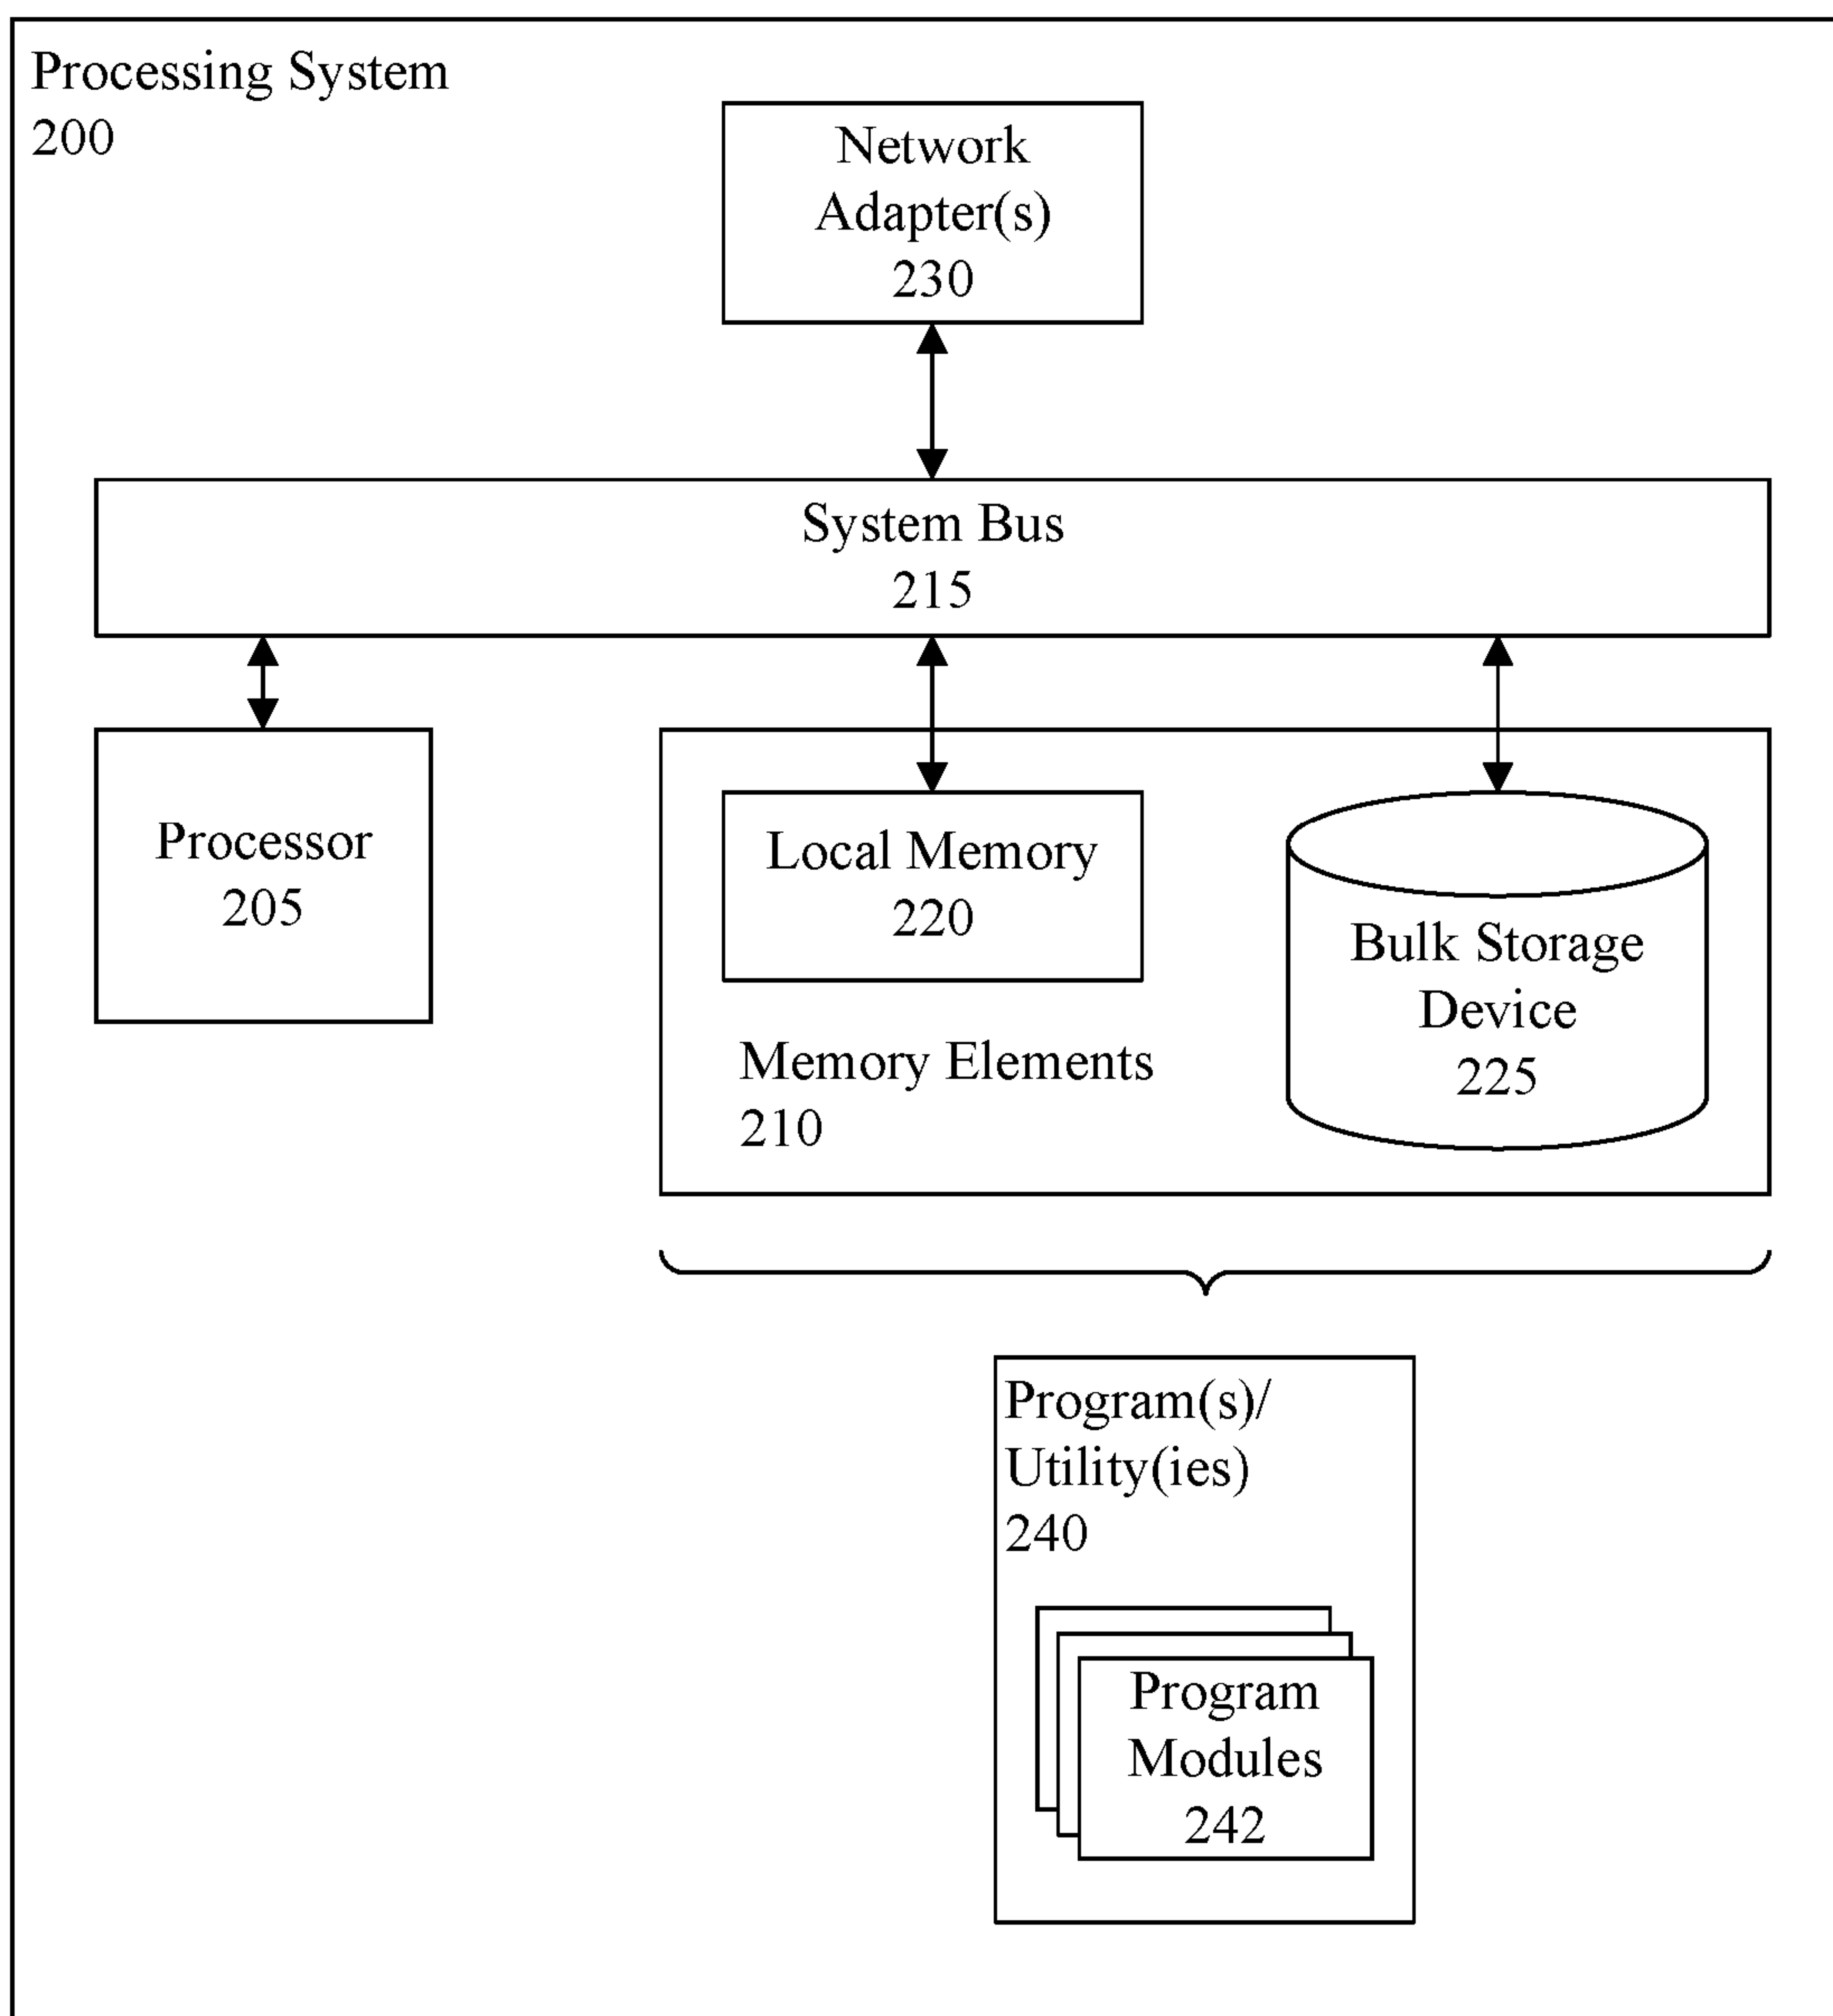 Processing System
200
Network
Adapter(s)
230
System Bus
215
Processor
205
Local Memory
220
Memory Elements
210
Bulk Storage
Device
225
Program(s)/
Utility(ies)
240
Program
Modules
242